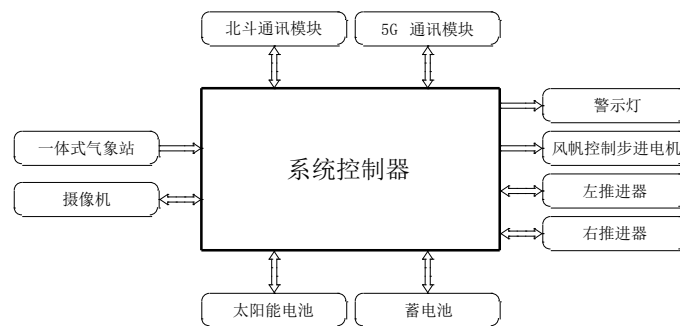 北斗通讯模块
5G 通讯模块
一体式气象站
摄像机
系统控制器
警示灯
风帆控制步进电机
左推进器
右推进器
太阳能电池
蓄电池